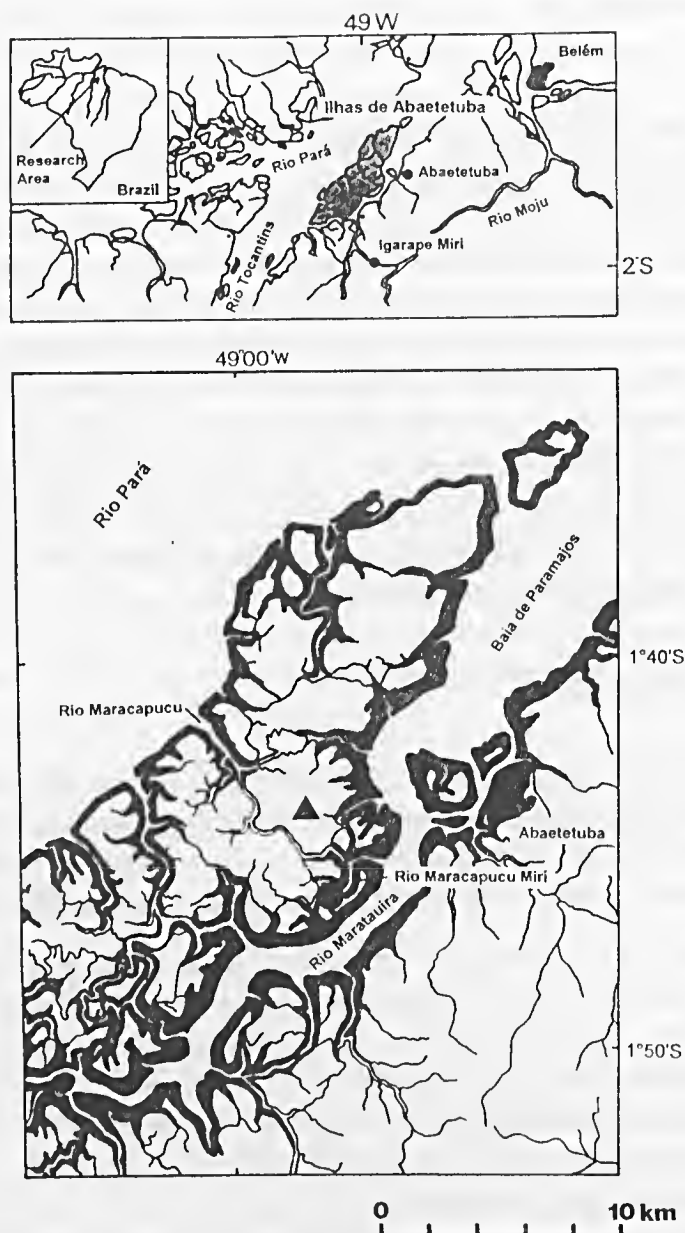 49 W
Belém
Ilhas de Abaetetuba
Rio Pará
Research
Area
Brazil
Abaetetuba
Rio Moju
Igarape Miri
Rio Tocantins
2°S
49°00'W
Rio Pará
Baia de Paramajos
1°40'S
Rio Maracapucu
Abaetetuba
Rio Maracapucu Miri
Rio Maratauira
1°50'S
0 10 km